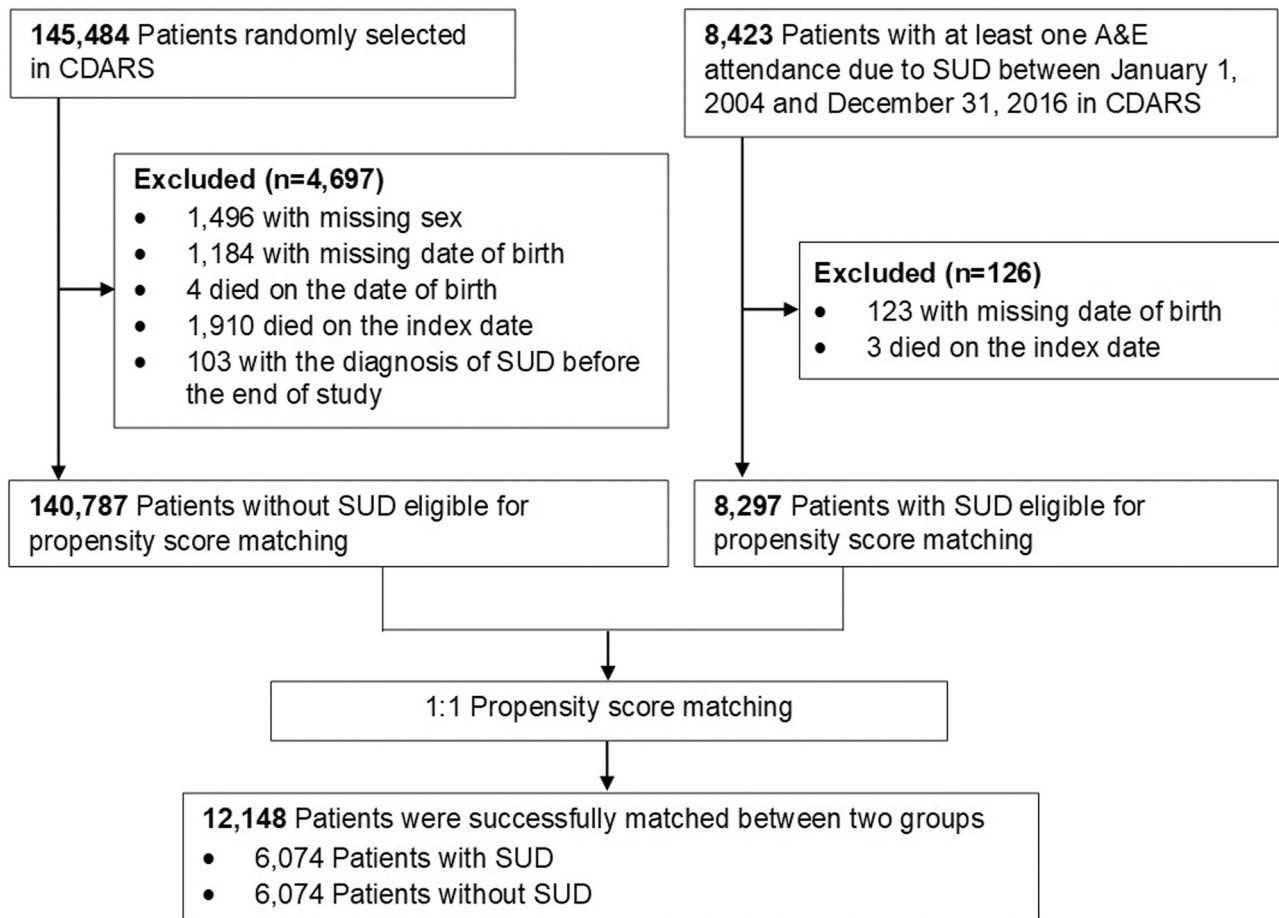 145,484 Patients randomly selected
in CDARS
8,423 Patients with at least one A&E
attendance due to SUD between January 1,
2004 and December 31, 2016 in CDARS
Excluded (n=4,697)
• 1,496 with missing sex
• 1,184 with missing date of birth
• 4 died on the date of birth
• 1,910 died on the index date
• 103 with the diagnosis of SUD before
the end of study
Excluded (n=126)
• 123 with missing date of birth
• 3 died on the index date
140,787 Patients without SUD eligible for
propensity score matching
8,297 Patients with SUD eligible for
propensity score matching
1:1 Propensity score matching
12,148 Patients were successfully matched between two groups
• 6,074 Patients with SUD
• 6,074 Patients without SUD